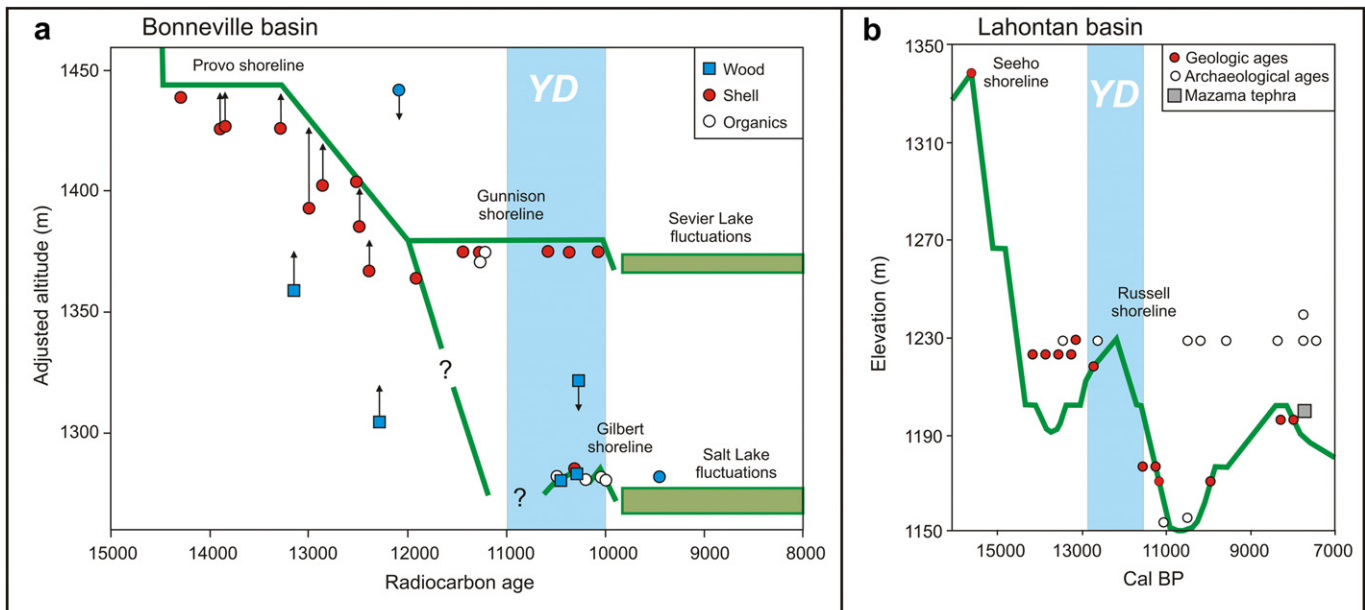 a Bonneville basin
Provo shoreline
YD
Wood
Shell
Organics
Gunnison
shoreline
Sevier Lake
fluctuations
?
Gilbert
shoreline
?
Salt Lake
fluctuations
1450
1400
1350
1300
Adjusted altitude (m)
15000 14000 13000 12000 11000 10000 9000 8000
Radiocarbon age
b Lahontan basin
Seeho
shoreline
YD
Geologic ages
Archaeological ages
Mazama tephra
Russell
shoreline
1350
1310
1270
1230
1190
1150
Elevation (m)
15000 13000 11000 9000 7000
Cal BP